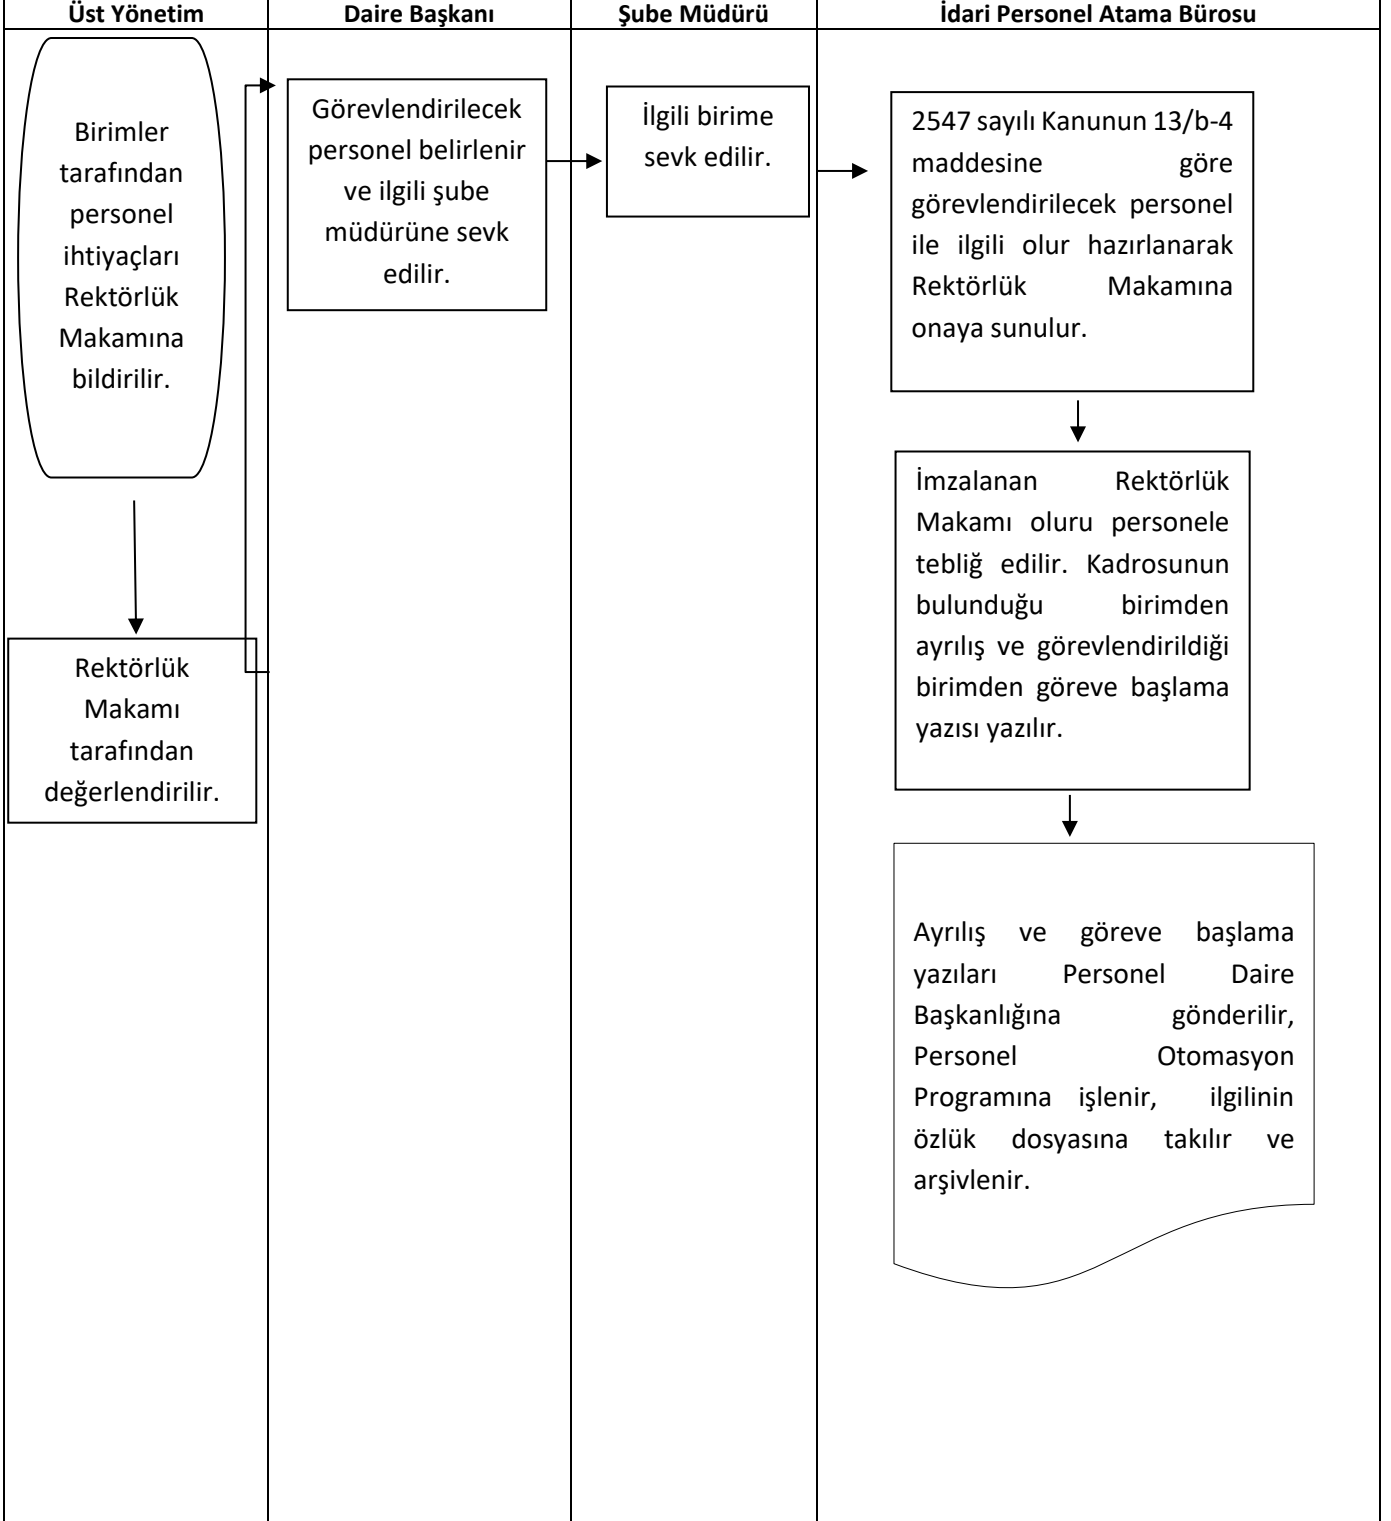 Üst Yönetim
Daire Başkanı
Şube Müdürü
İdari Personel Atama Bürosu
Birimler
tarafından
personel
ihtiyaçları
Rektörlük
Makamına
bildirilir.
Rektörlük
Makamı
tarafından
değerlendirilir.
Görevlendirilecek
personel belirlenir
ve ilgili şube
müdürüne sevk
edilir.
İlgili birime
sevk edilir.
2547 sayılı Kanunun 13/b-4
maddesine göre
görevlendirilecek personel
ile ilgili olur hazırlanarak
Rektörlük Makamına
onaya sunulur.
İmzalanan Rektörlük
Makamı oluru personele
tebliğ edilir. Kadrosunun
bulunduğu birimden
ayrılış ve görevlendirildiği
birimden göreve başlama
yazısı yazılır.
Ayrılış ve göreve başlama
yazıları Personel Daire
Başkanlığına gönderilir,
Personel Otomasyon
Programına işlenir, ilgilinin
özlük dosyasına takılır ve
arşivlenir.